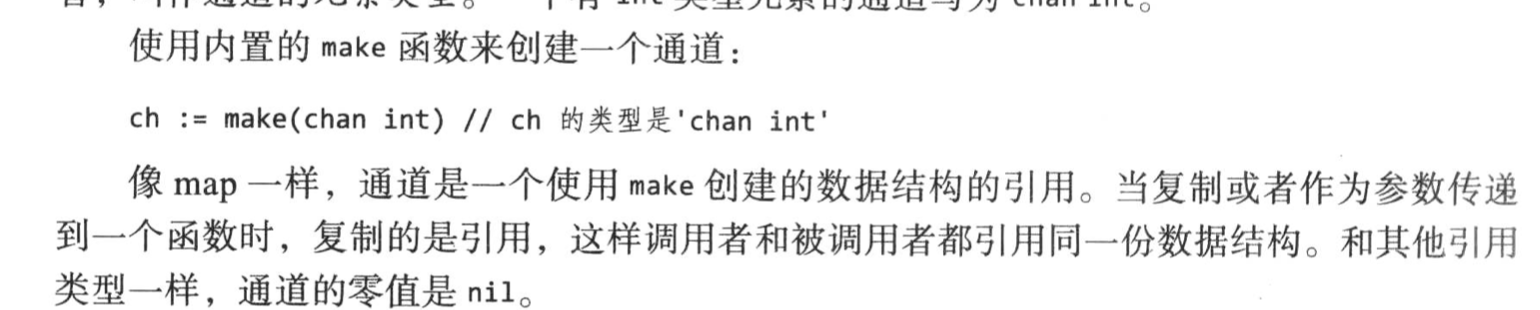 使用内置的 make 函数来创建一个通道：
ch := make(chan int) // ch 的类型是'chan int'
像 map 一样，通道是一个使用 make 创建的数据结构的引用。当复制或者作为参数传递
到一个函数时，复制的是引用，这样调用者和被调用者都引用同一份数据结构。和其他引用
类型一样，通道的零值是 nil。